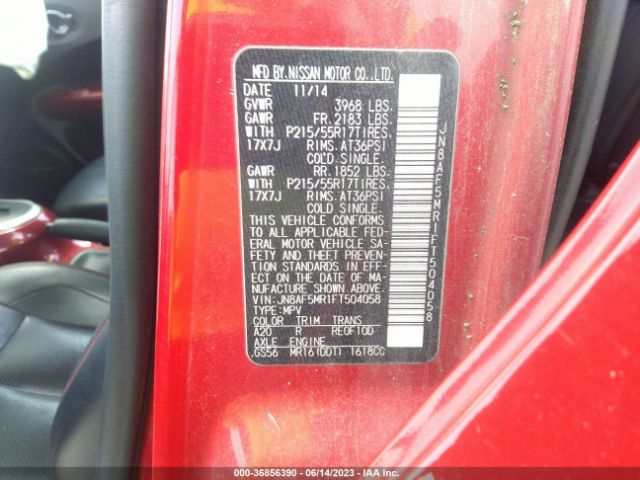 MFD BY.NISSAN MOTOR CO.,LTD.
DATE 11/14
GVWR 3968 LBS.
GAWR FR.2183 LBS.
WITH P215/55R17TIRES.
17X7J RIMS.AT36PSI
COLD SINGLE.
GAWR RR.1852 LBS.
WITH P215/55R17TIRES.
17X7J RIMS.AT36PSI
COLD SINGLE.
THIS VEHICLE CONFORMS
TO ALL APPLICABLE FED-
ERAL MOTOR VEHICLE SA-
FETY AND THEFT PREVEN-
TION STANDARDS IN EFF-
ECT ON THE DATE OF MA-
NUFACTURE SHOWN ABOVE.
VIN: JN8AF5MR1FT504058
TYPE:MPV
COLOR TRIM TRANS
A20 R RE0F10D
AXLE ENGINE
GS56 MR16(DDT) 1618CC
JN8AF5MR1FT504058
000-36856390 - 06/14/2023 - IAA Inc.